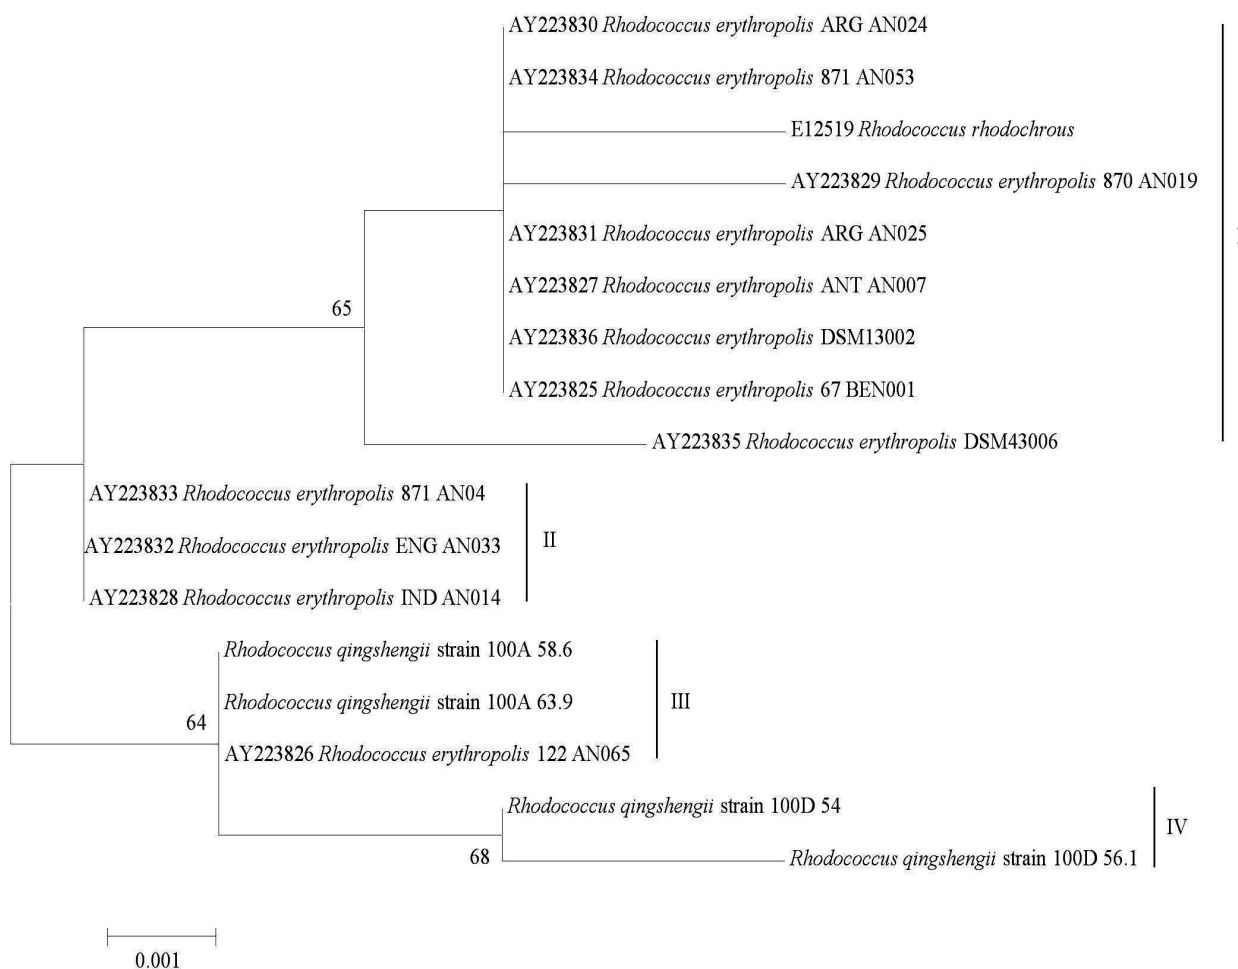 AY223830 Rhodococcus erythropolis ARG AN024
AY223834 Rhodococcus erythropolis 871 AN053
E12519 Rhodococcus rhodochrous
AY223829 Rhodococcus erythropolis 870 AN019
AY223831 Rhodococcus erythropolis ARG AN025
AY223827 Rhodococcus erythropolis ANT AN007
65
AY223836 Rhodococcus erythropolis DSM13002
AY223825 Rhodococcus erythropolis 67 BEN001
AY223835 Rhodococcus erythropolis DSM43006
AY223833 Rhodococcus erythropolis 871 AN04
AY223832 Rhodococcus erythropolis ENG AN033
II
AY223828 Rhodococcus erythropolis IND AN014
Rhodococcus qingshengii strain 100A 58.6
Rhodococcus qingshengii strain 100A 63.9
III
64
AY223826 Rhodococcus erythropolis 122 AN065
Rhodococcus qingshengii strain 100D 54
IV
68
Rhodococcus qingshengii strain 100D 56.1
0.001